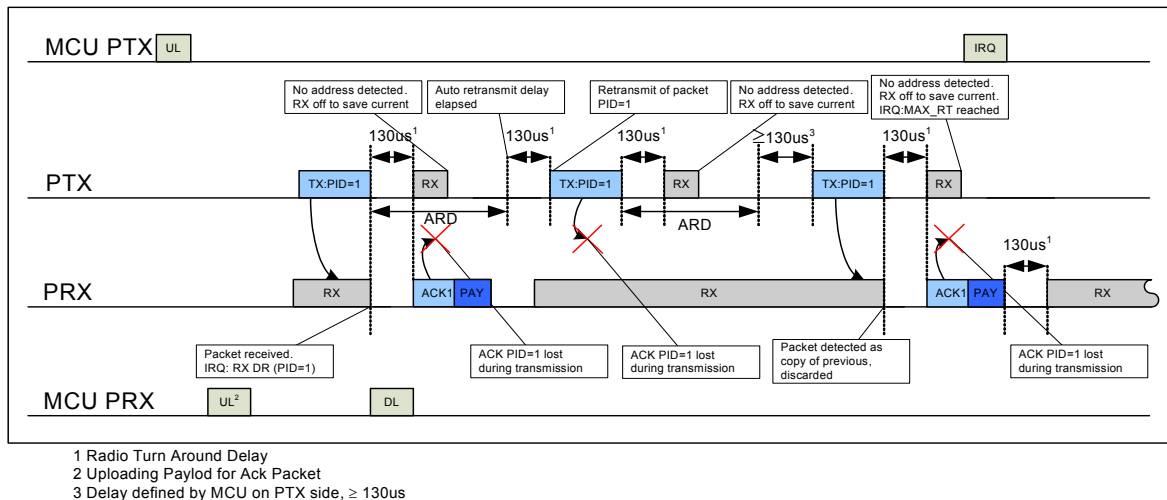 MCU PTX
UL
IRQ
No address detected.
RX off to save current
Auto retransmit delay
elapsed
Retransmit of packet
PID=1
No address detected.
RX off to save current
No address detected.
RX off to save current.
IRQ:MAX_RT reached
130us¹
130us¹
130us¹
≥130us³
130us¹
PTX
TX:PID=1
RX
TX:PID=1
RX
TX:PID=1
RX
ARD
ARD
130us¹
PRX
RX
ACK1
PAY
RX
ACK1
PAY
RX
Packet received.
IRQ: RX DR (PID=1)
ACK PID=1 lost
during transmission
ACK PID=1 lost
during transmission
Packet detected as
copy of previous,
discarded
ACK PID=1 lost
during transmission
MCU PRX
UL²
DL
1 Radio Turn Around Delay
2 Uploading Paylod for Ack Packet
3 Delay defined by MCU on PTX side, ≥ 130us